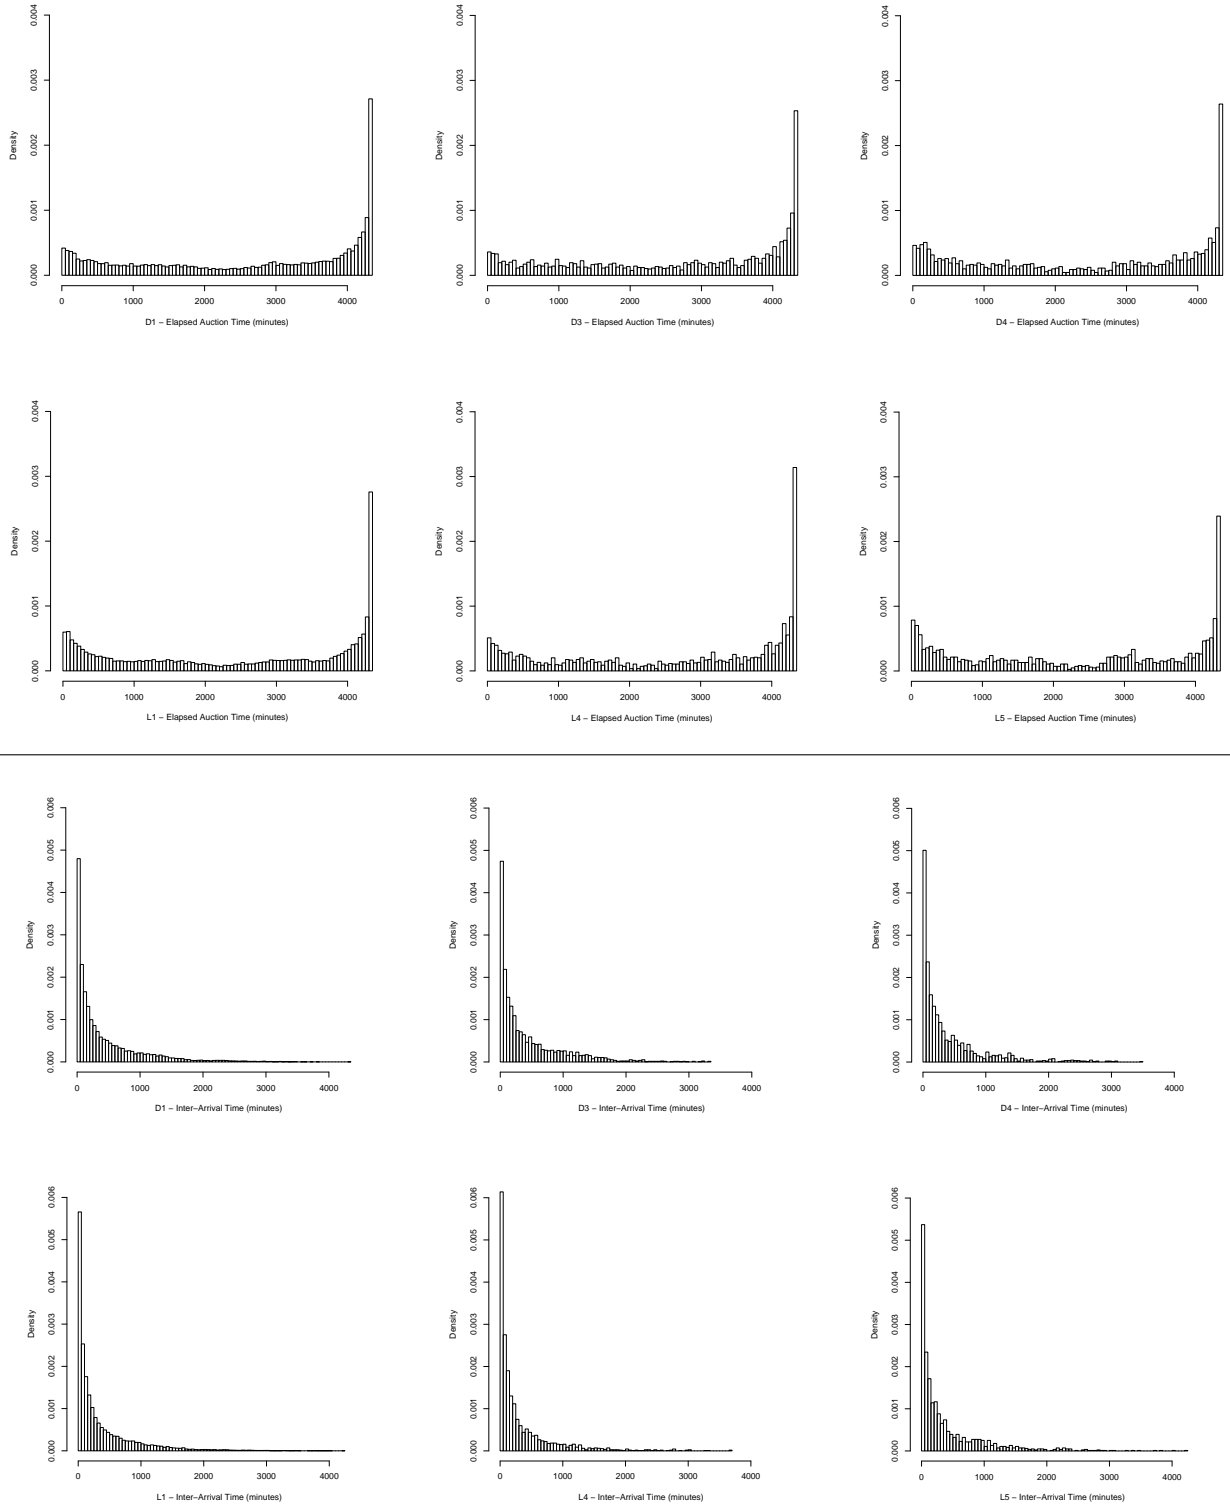 0.000 0.001 0.002 0.003 0.004
Density
0 1000 2000 3000 4000
D1 − Elapsed Auction Time (minutes)
0.000 0.001 0.002 0.003 0.004
Density
0 1000 2000 3000 4000
D3 − Elapsed Auction Time (minutes)
0.000 0.001 0.002 0.003 0.004
Density
0 1000 2000 3000 4000
D4 − Elapsed Auction Time (minutes)
0.000 0.001 0.002 0.003 0.004
Density
0 1000 2000 3000 4000
L1 − Elapsed Auction Time (minutes)
0.000 0.001 0.002 0.003 0.004
Density
0 1000 2000 3000 4000
L4 − Elapsed Auction Time (minutes)
0.000 0.001 0.002 0.003 0.004
Density
0 1000 2000 3000 4000
L5 − Elapsed Auction Time (minutes)
0.000 0.001 0.002 0.003 0.004 0.005 0.006
Density
0 1000 2000 3000 4000
D1 − Inter−Arrival Time (minutes)
0.000 0.001 0.002 0.003 0.004 0.005 0.006
Density
0 1000 2000 3000 4000
D3 − Inter−Arrival Time (minutes)
0.000 0.001 0.002 0.003 0.004 0.005 0.006
Density
0 1000 2000 3000 4000
D4 − Inter−Arrival Time (minutes)
0.000 0.001 0.002 0.003 0.004 0.005 0.006
Density
0 1000 2000 3000 4000
L1 − Inter−Arrival Time (minutes)
0.000 0.001 0.002 0.003 0.004 0.005 0.006
Density
0 1000 2000 3000 4000
L4 − Inter−Arrival Time (minutes)
0.000 0.001 0.002 0.003 0.004 0.005 0.006
Density
0 1000 2000 3000 4000
L5 − Inter−Arrival Time (minutes)